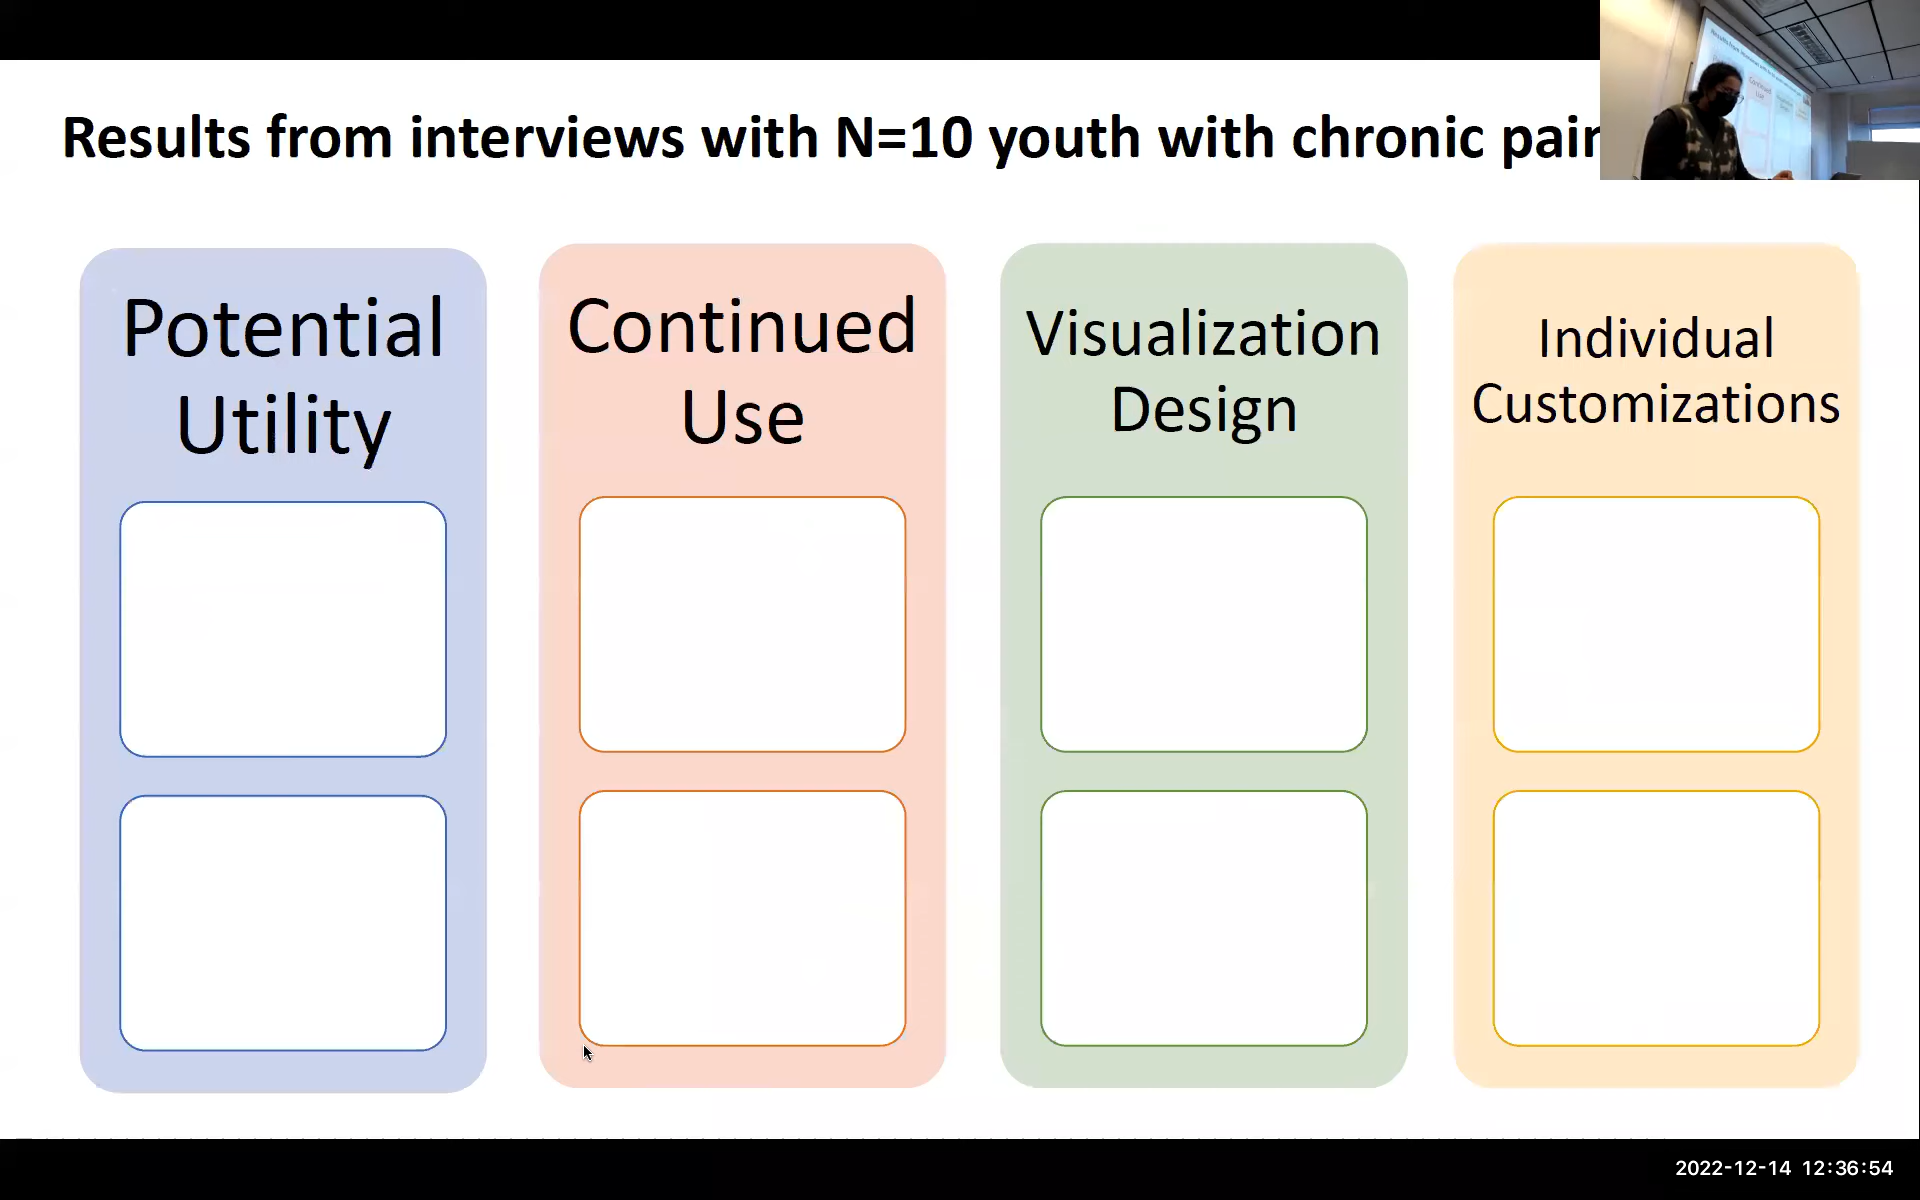 Results from interviews with N=10 youth with chronic pain
Potential
Utility
Continued
Use
Visualization
Design
Individual
Customizations
2022-12-14 12:36:54